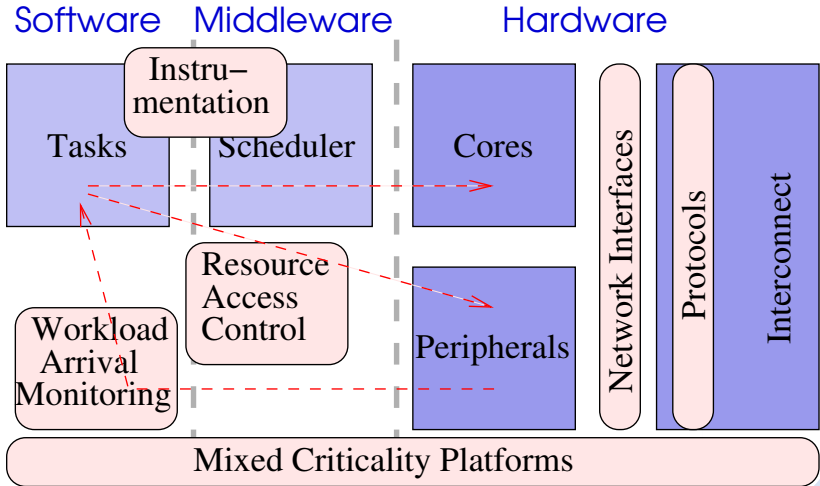 Software
Middleware
Hardware
Instru-
mentation
Tasks
Scheduler
Cores
Network Interfaces
Protocols
Interconnect
Resource
Access
Control
Workload
Arrival
Monitoring
Peripherals
Mixed Criticality Platforms